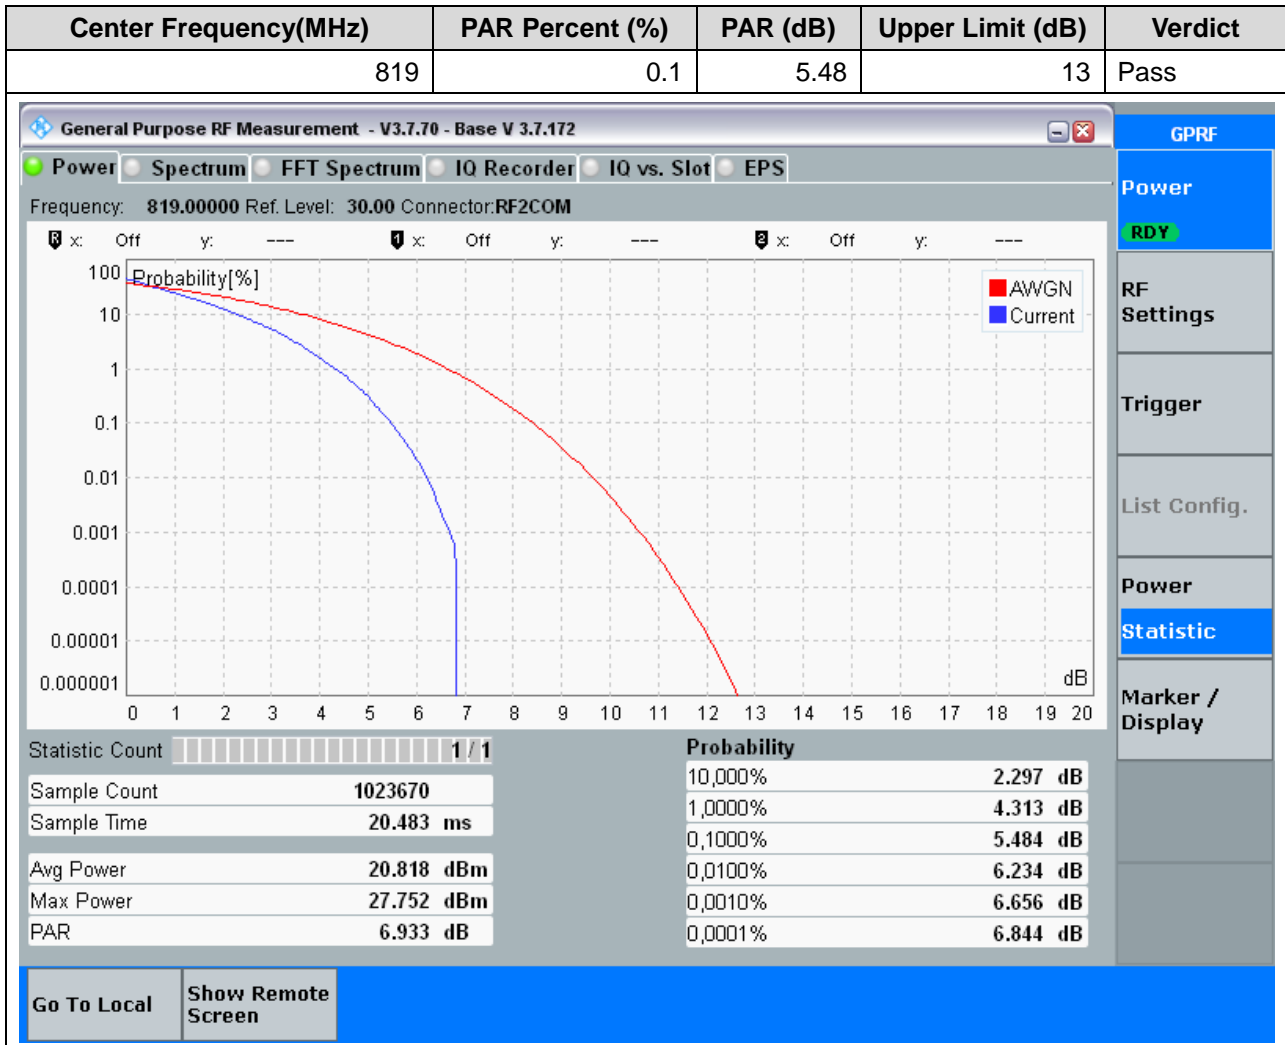 Center Frequency(MHz) PAR Percent (%) PAR (dB) Upper Limit (dB) Verdict
819 0.1 5.48 13 Pass
General Purpose RF Measurement - V3.7.70 - Base V 3.7.172
GPRF
Power Spectrum FFT Spectrum IQ Recorder IQ vs. Slot EPS
Frequency: 819.00000 Ref. Level: 30.00 Connector:RF2COM
Power
RDY
R x: Off y: --- 1 x: Off y: --- 2 x: Off y: ---
Probability[%]
AWGN
Current
100
10
1
0.1
0.01
0.001
0.0001
0.00001
0.000001
dB
0 1 2 3 4 5 6 7 8 9 10 11 12 13 14 15 16 17 18 19 20
RF
Settings
Trigger
List Config.
Power
Statistic
Marker /
Display
Statistic Count 1 / 1
Sample Count 1023670
Sample Time 20.483 ms
Avg Power 20.818 dBm
Max Power 27.752 dBm
PAR 6.933 dB
Probability
10,000% 2.297 dB
1,0000% 4.313 dB
0,1000% 5.484 dB
0,0100% 6.234 dB
0,0010% 6.656 dB
0,0001% 6.844 dB
Go To Local
Show Remote
Screen